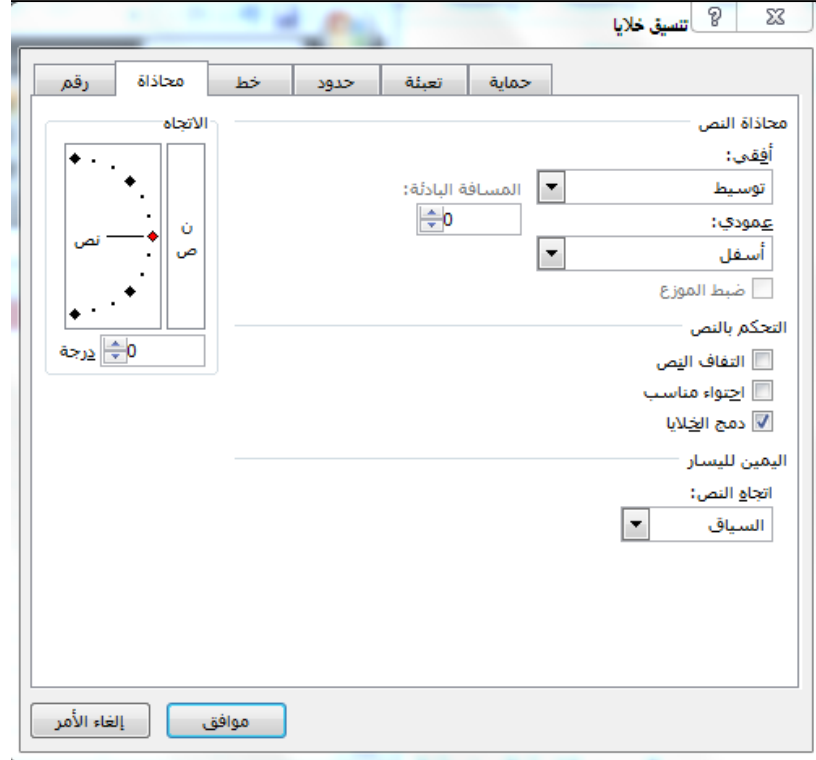 تنسيق خلايا
رقم
محاذاة
خط
حدود
تعبئة
حماية
محاذاة النص
أفقي:
توسيط
المسافة البادئة:
0
عمودي:
أسفل
ضبط الموزع
التحكم بالنص
التفاف النص
احتواء مناسب
دمج الخلايا
اليمين لليسار
اتجاه النص:
السياق
الاتجاه
ن
ص
نص
0
درجة
موافق
إلغاء الأمر